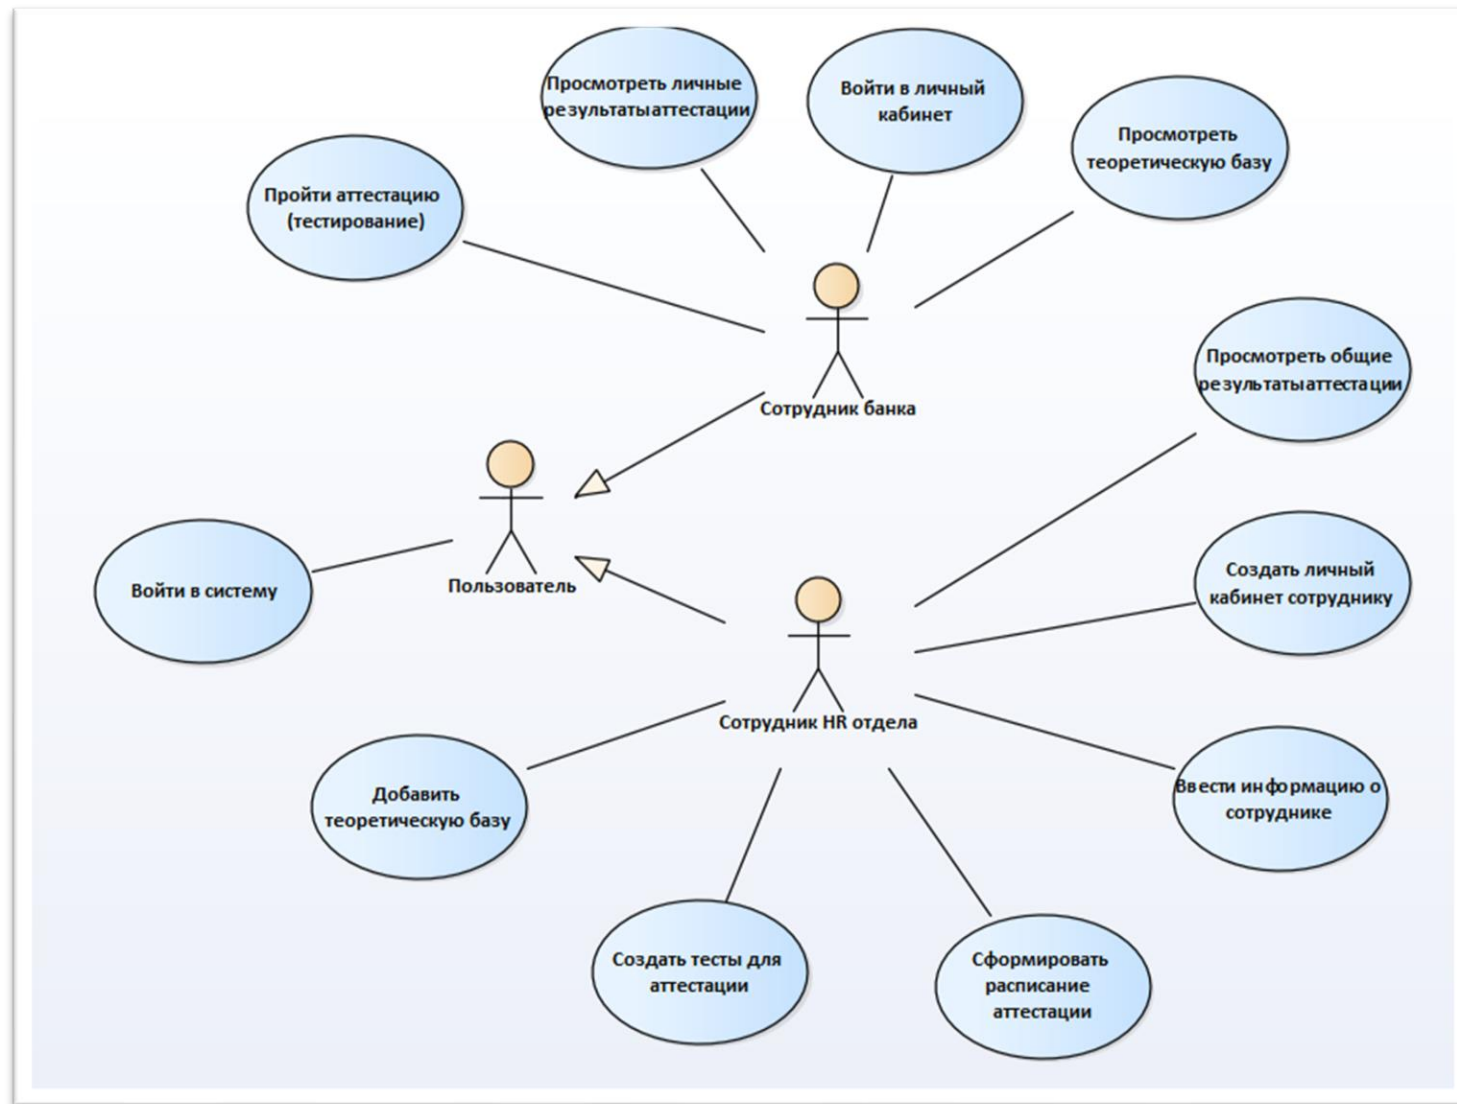 Просмотреть личные
результаты аттестации
Войти в личный
кабинет
Просмотреть
теоретическую базу
Пройти аттестацию
(тестирование)
Просмотреть общие
результаты аттестации
Сотрудник банка
Создать личный
кабинет сотруднику
Войти в систему
Пользователь
Сотрудник HR отдела
Добавить
теоретическую базу
Ввести информацию о
сотруднике
Создать тесты для
аттестации
Сформировать
расписание
аттестации